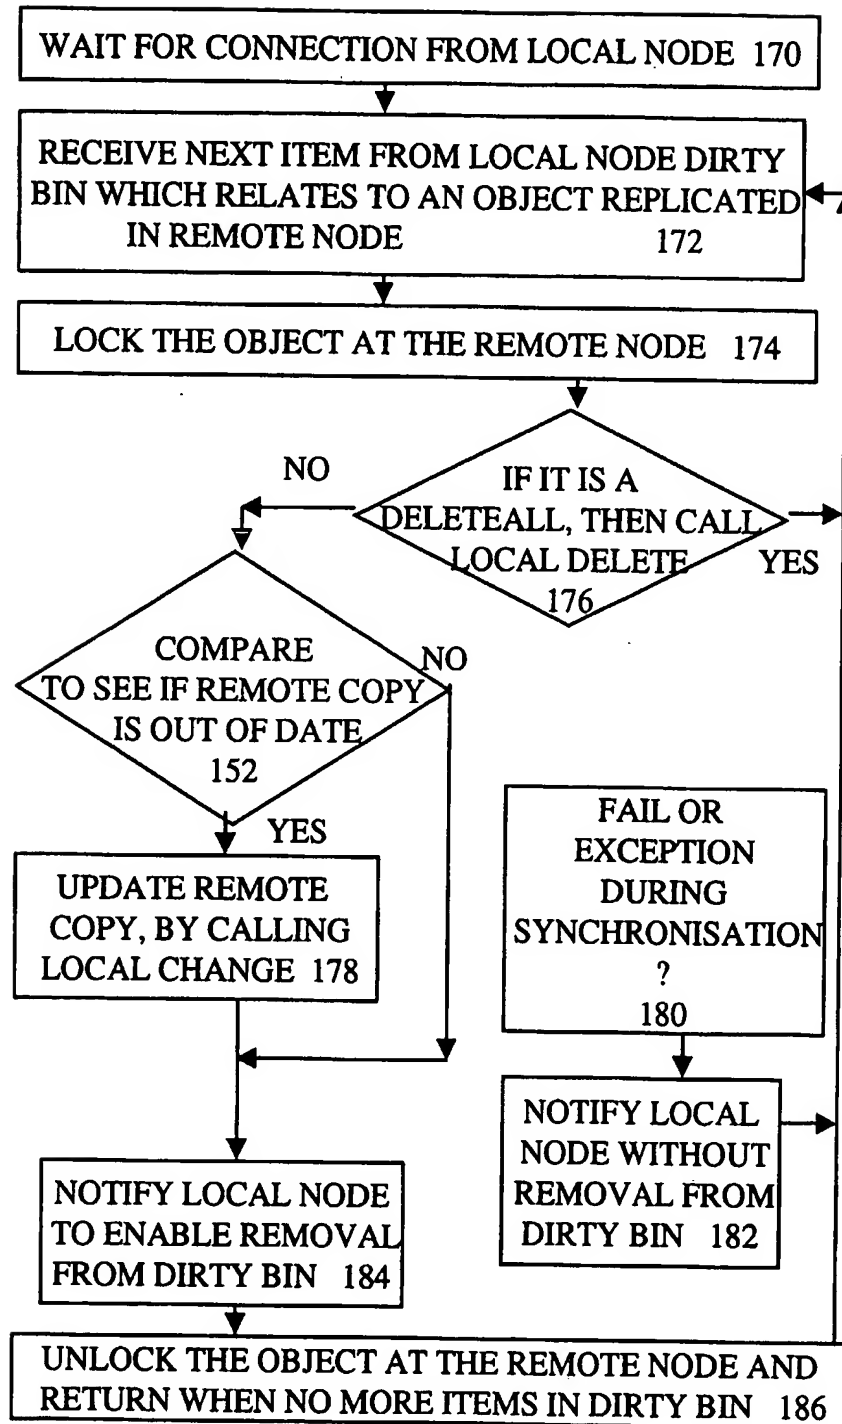 WAIT FOR CONNECTION FROM LOCAL NODE 170
RECEIVE NEXT ITEM FROM LOCAL NODE DIRTY
BIN WHICH RELATES TO AN OBJECT REPLICATED
IN REMOTE NODE 172
LOCK THE OBJECT AT THE REMOTE NODE 174
NO
IF IT IS A
DELETEALL, THEN CALL
LOCAL DELETE
176
YES
COMPARE
TO SEE IF REMOTE COPY
IS OUT OF DATE
152
NO
YES
UPDATE REMOTE
COPY, BY CALLING
LOCAL CHANGE 178
FAIL OR
EXCEPTION
DURING
SYNCHRONISATION
?
180
NOTIFY LOCAL
NODE WITHOUT
REMOVAL FROM
DIRTY BIN 182
NOTIFY LOCAL NODE
TO ENABLE REMOVAL
FROM DIRTY BIN 184
UNLOCK THE OBJECT AT THE REMOTE NODE AND
RETURN WHEN NO MORE ITEMS IN DIRTY BIN 186